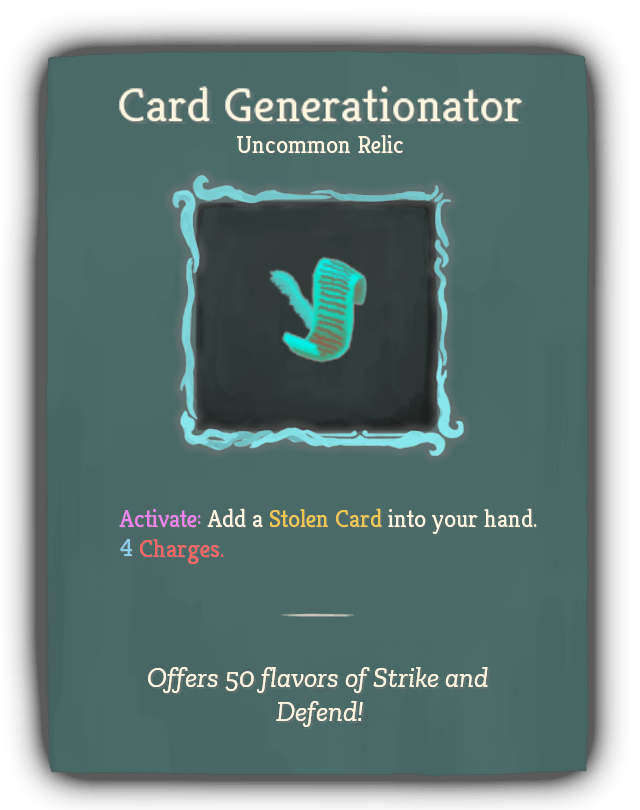 Card Generationator
Uncommon Relic
Activate: Add a Stolen Card into your hand.
4 Charges.
Offers 50 flavors of Strike and
Defend!